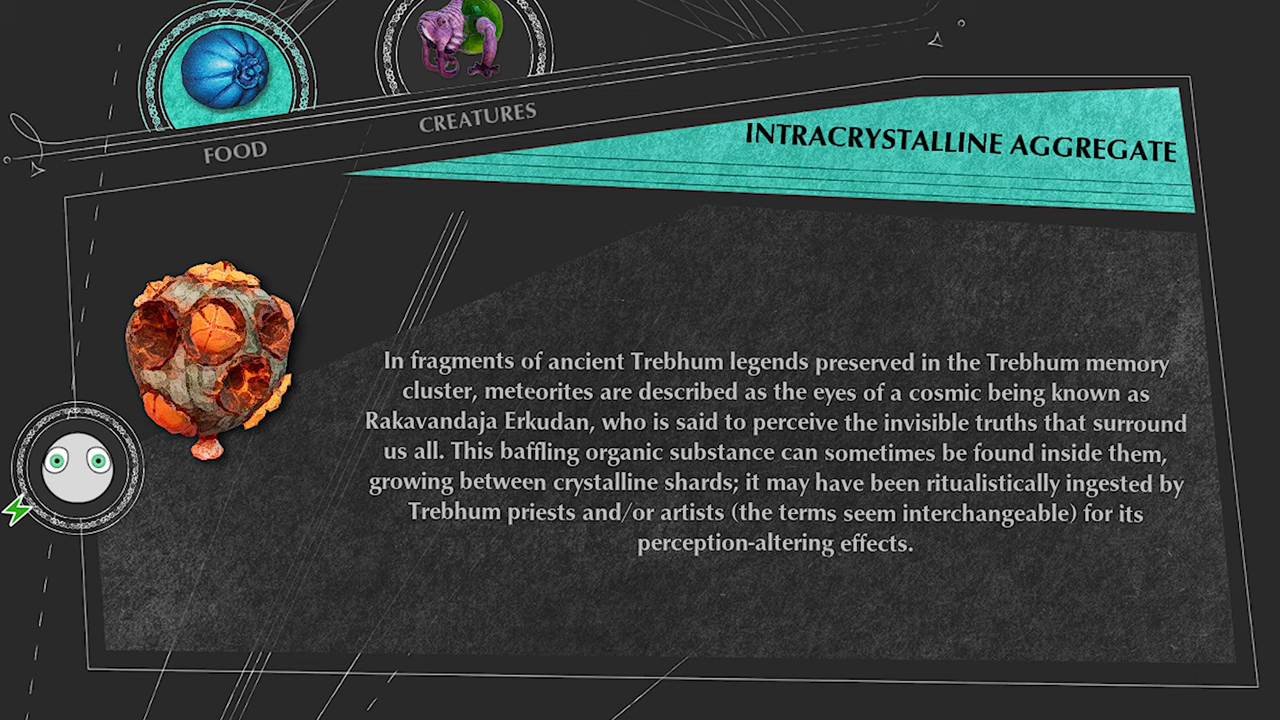 FOOD
CREATURES
INTRACRYSTALLINE AGGREGATE
In fragments of ancient Trebhum legends preserved in the Trebhum memory
cluster, meteorites are described as the eyes of a cosmic being known as
Rakavandaja Erkudan, who is said to perceive the invisible truths that surround
us all. This baffling organic substance can sometimes be found inside them,
growing between crystalline shards; it may have been ritualistically ingested by
Trebhum priests and/or artists (the terms seem interchangeable) for its
perception-altering effects.